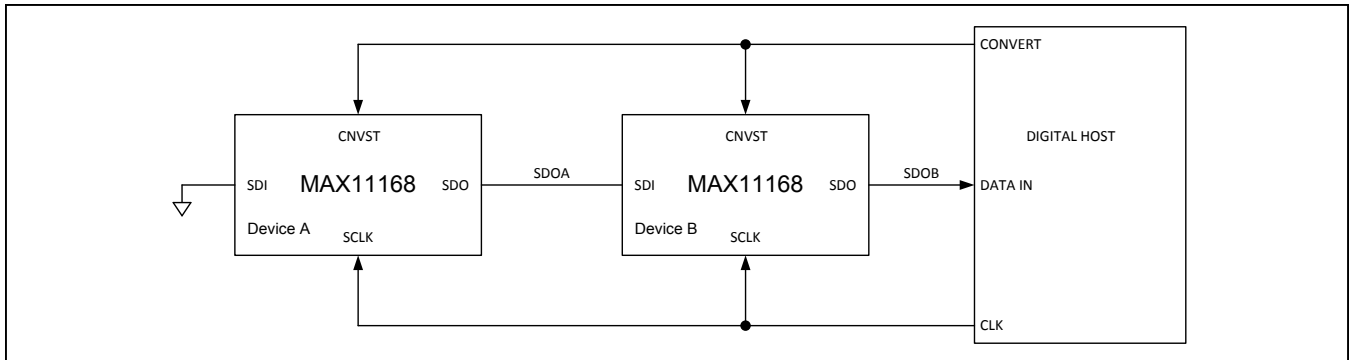 CONVERT
CNVST
CNVST
DIGITAL HOST
SDI MAX11168 SDO
SDOA
SDI MAX11168 SDO
SDOB
DATA IN
Device A
SCLK
Device B
SCLK
CLK